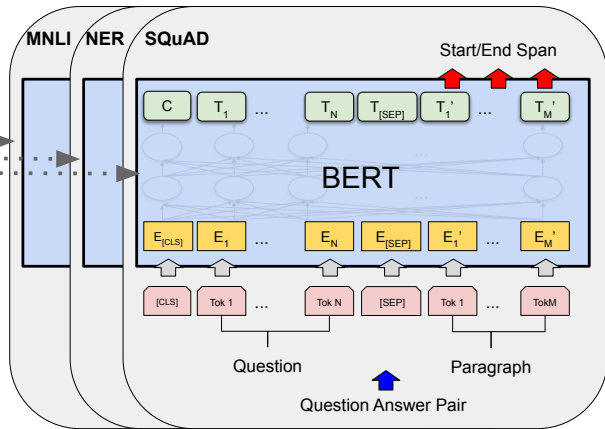 MNLI NER SQuAD
Start/End Span
C T1 ... TN T[SEP] T1' ... TM'
...
BERT
...
E[CLS] E1 ... EN E[SEP] E1' ... EM'
[CLS] Tok 1 ... Tok N [SEP] Tok 1 ... TokM
Question Paragraph
Question Answer Pair